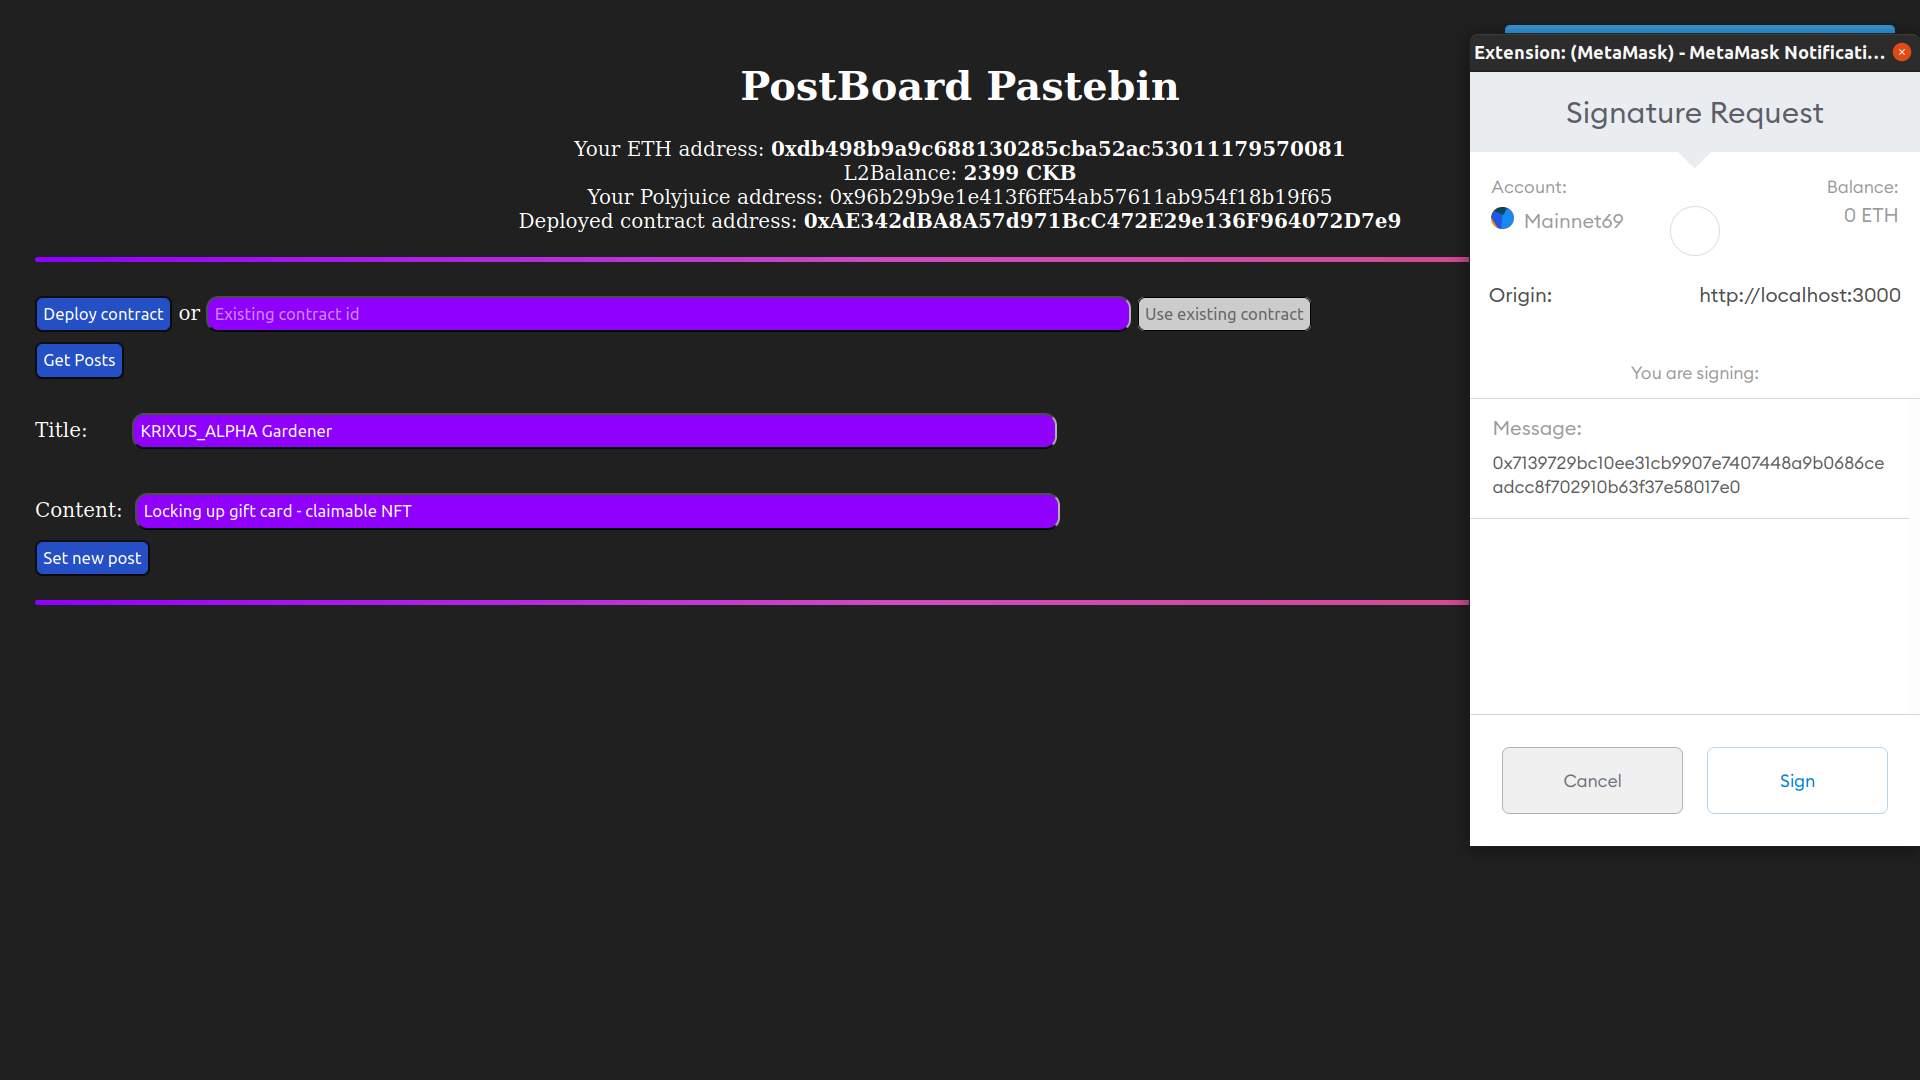 PostBoard Pastebin
Your ETH address: 0xdb498b9a9c688130285cba52ac53011179570081
L2Balance: 2399 CKB
Your Polyjuice address: 0x96b29b9e1e413f6ff54ab57611ab954f18b19f65
Deployed contract address: 0xAE342dBA8A57d971BcC472E29e136F964072D7e9
Deploy contract or Existing contract id Use existing contract
Get Posts
Title: KRIXUS_ALPHA Gardener
Content: Locking up gift card - claimable NFT
Set new post
Extension: (MetaMask) - MetaMask Notificati...
Signature Request
Account: Balance:
Mainnet69 0 ETH
Origin: http://localhost:3000
You are signing:
Message:
0x7139729bc10ee31cb9907e7407448a9b0686ce
adcc8f702910b63f37e58017e0
Cancel Sign